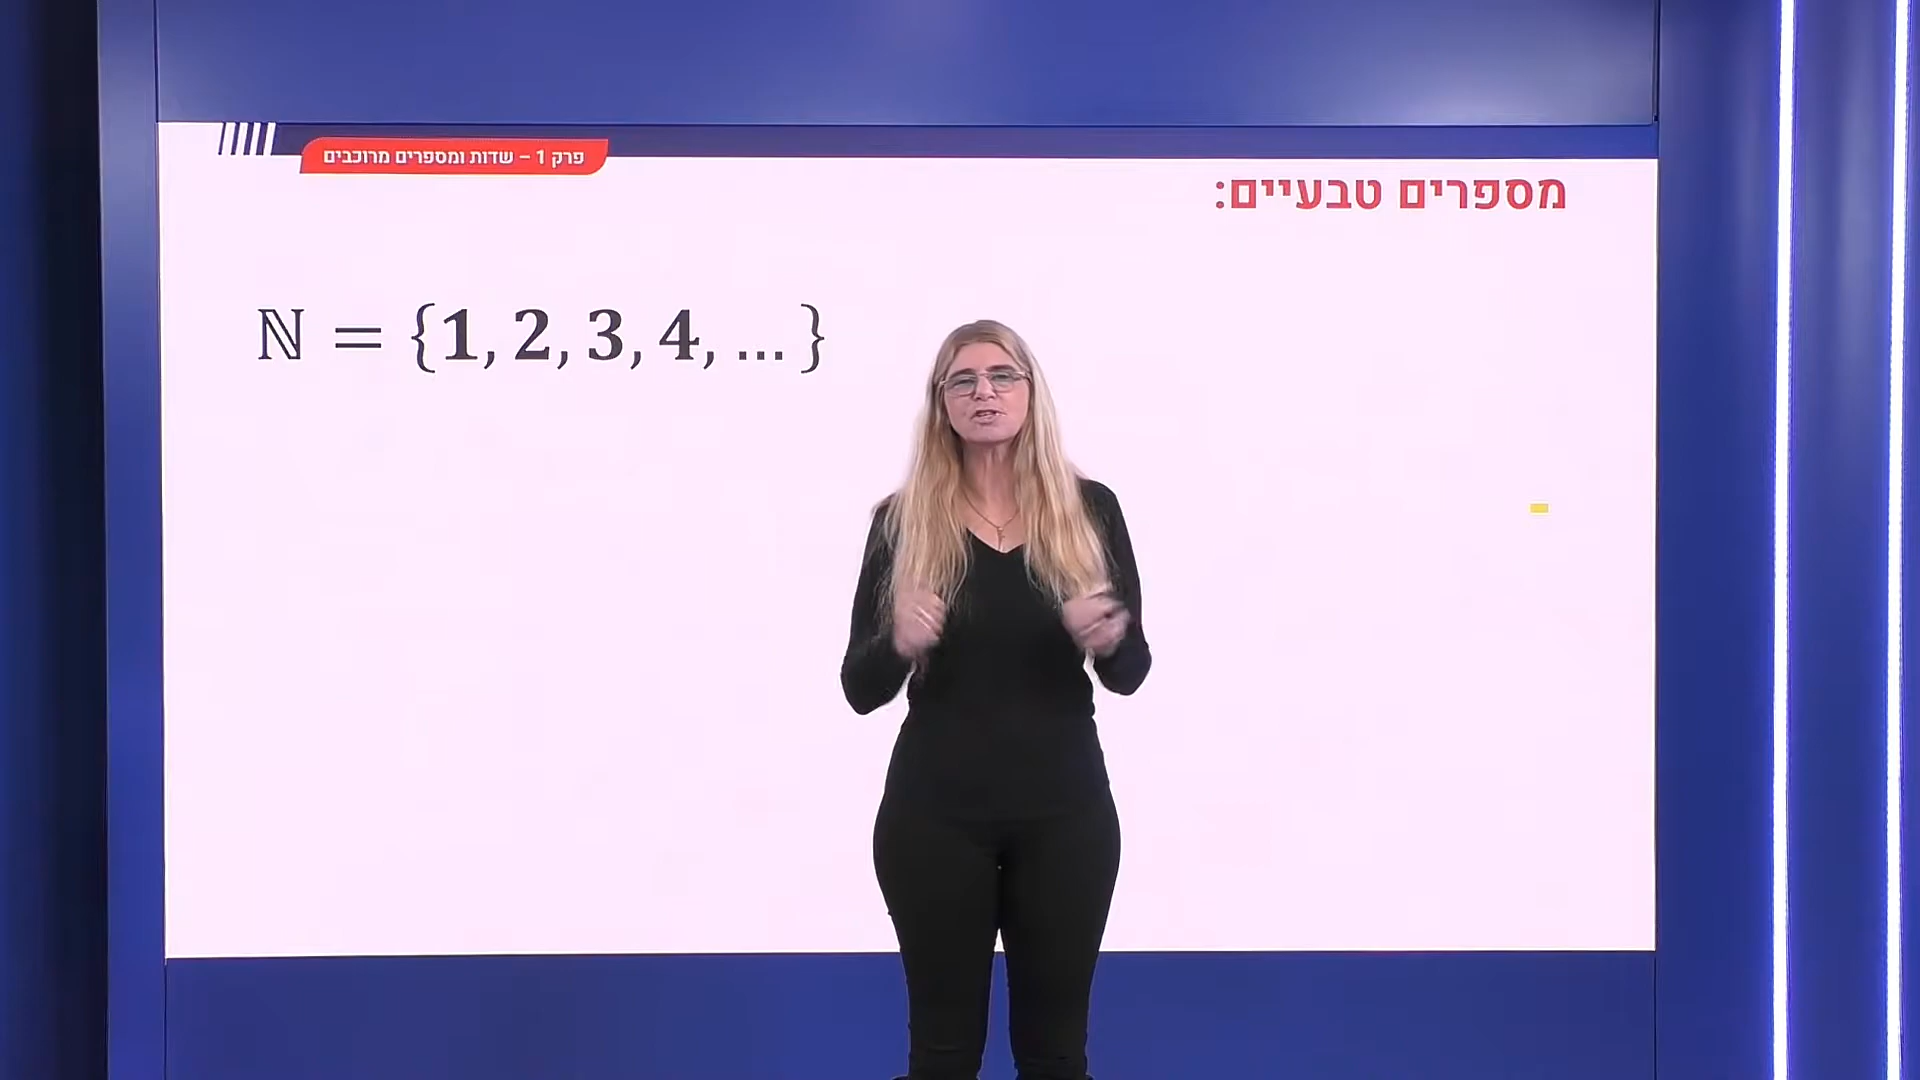 פרק 1 – שדות ומספרים מרוכבים
מספרים טבעיים:
ℕ = {1, 2, 3, 4, ... }